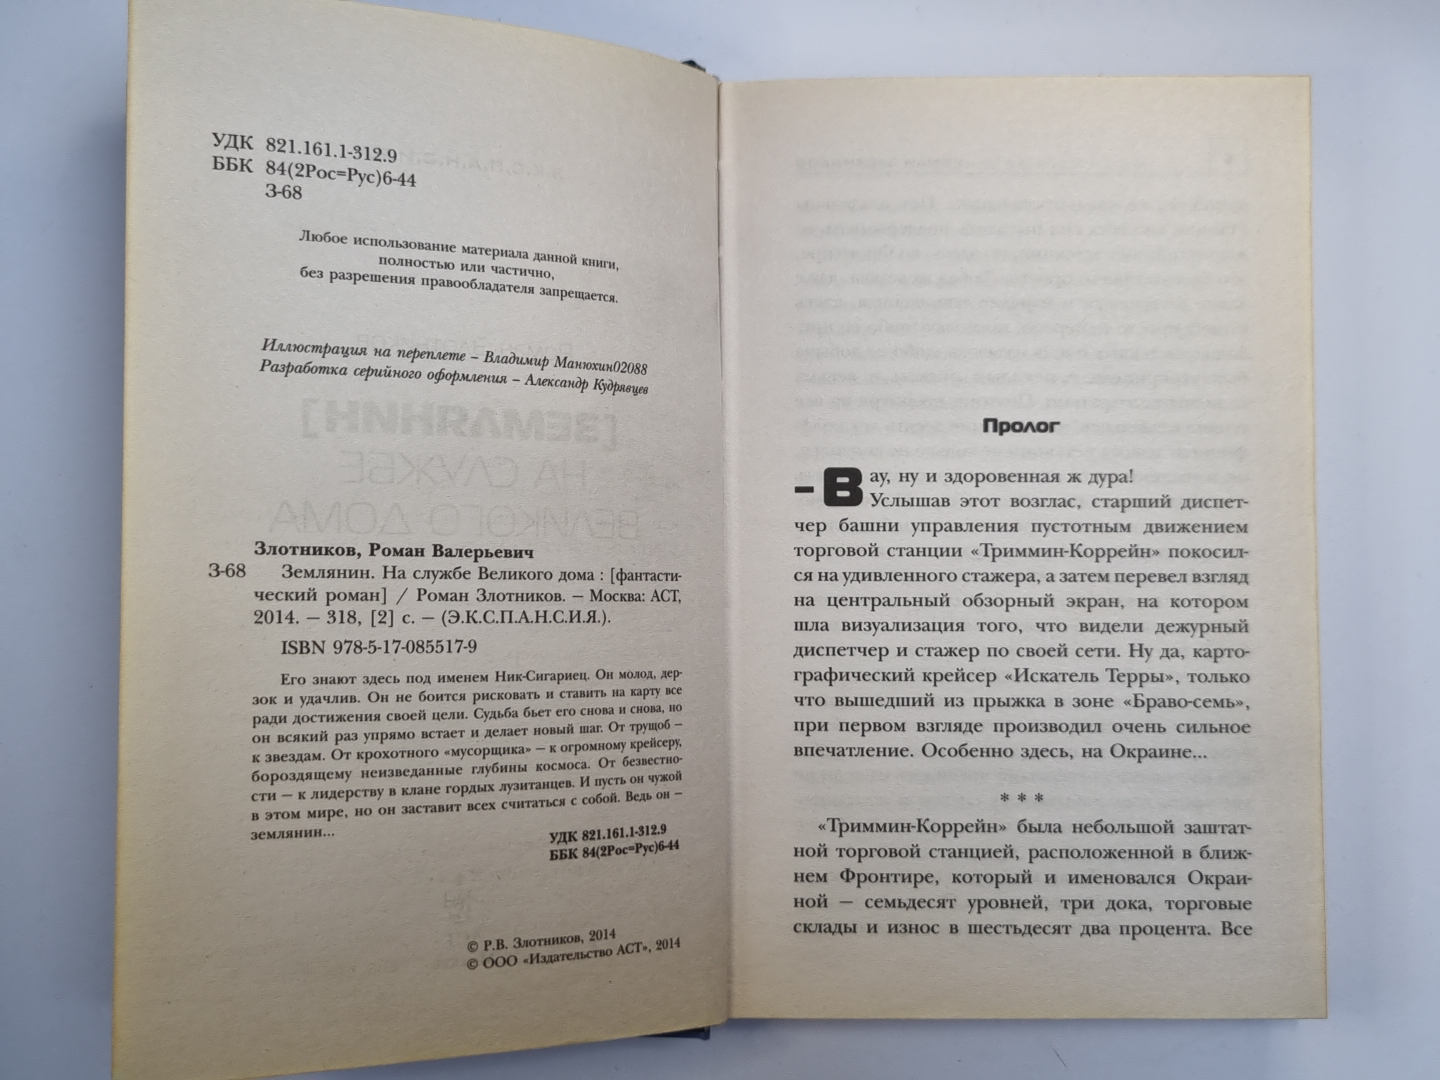 УДК 821.161.1-312.9
ББК 84(2Рос=Рус)6-44
З-68
Любое использование материала данной книги,
полностью или частично,
без разрешения правообладателя запрещается.
Иллюстрация на переплете – Владимир Манюхин02088
Разработка серийного оформления – Александр Кудрявцев
[ЗЕМЛЯНИН]
НА СЛУЖБЕ
ВЕЛИКОГО ДОМА
Злотников, Роман Валерьевич
З-68 Землянин. На службе Великого дома : [фантасти-
ческий роман] / Роман Злотников. – Москва: АСТ,
2014. – 318, [2] с. – (Э.К.С.П.А.Н.С.И.Я.).
ISBN 978-5-17-085517-9
Его знают здесь под именем Ник-Сигариец. Он молод, дер-
зок и удачлив. Он не боится рисковать и ставить на карту все
ради достижения своей цели. Судьба бьет его снова и снова, но
он всякий раз упрямо встает и делает новый шаг. От трущоб –
к звездам. От крохотного «мусорщика» – к огромному крейсеру,
бороздящему неизведанные глубины космоса. От безвестно-
сти – к лидерству в клане гордых лузитанцев. И пусть он чужой
в этом мире, но он заставит всех считаться с собой. Ведь он –
землянин...
УДК 821.161.1-312.9
ББК 84(2Рос=Рус)6-44
© Р.В. Злотников, 2014
© ООО «Издательство АСТ», 2014
Пролог
– Вау, ну и здоровенная ж дура!
Услышав этот возглас, старший диспет-
чер башни управления пустотным движением
торговой станции «Триммин-Коррейн» покосил-
ся на удивленного стажера, а затем перевел взгляд
на центральный обзорный экран, на котором
шла визуализация того, что видели дежурный
диспетчер и стажер по своей сети. Ну да, карто-
графический крейсер «Искатель Терры», только
что вышедший из прыжка в зоне «Браво-семь»,
при первом взгляде производил очень сильное
впечатление. Особенно здесь, на Окраине...
* * *
«Триммин-Коррейн» была небольшой заштат-
ной торговой станцией, расположенной в ближ-
нем Фронтире, который и именовался Окраи-
ной – семьдесят уровней, три дока, торговые
склады и износ в шестьдесят два процента. Все